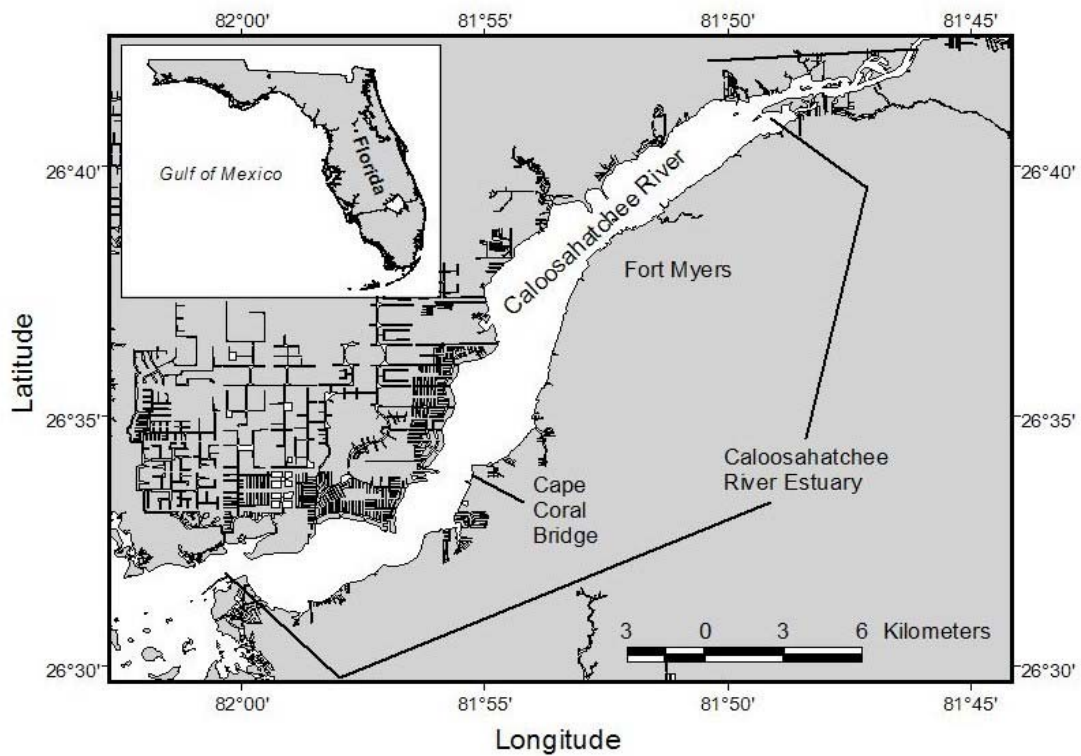 82°00'
81°55'
81°50'
81°45'
Gulf of Mexico
Florida
26°40'
26°40'
Caloosahatchee River
Fort Myers
Latitude
26°35'
26°35'
Caloosahatchee
River Estuary
Cape
Coral
Bridge
3 0 3 6 Kilometers
26°30'
26°30'
82°00'
81°55'
81°50'
81°45'
Longitude